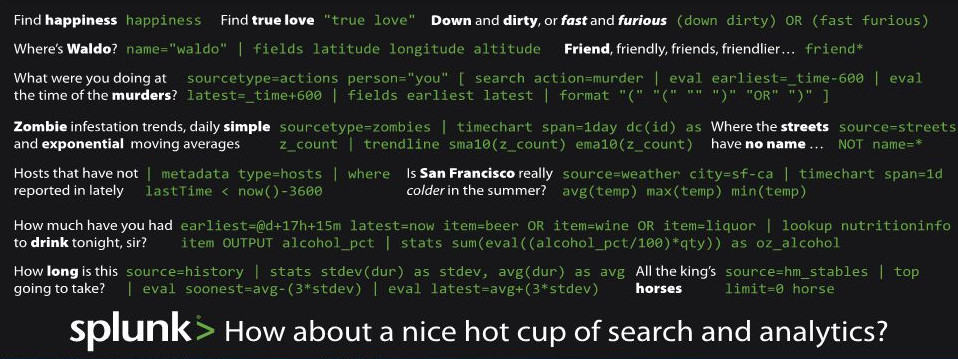 Find happiness happiness Find true love "true love" Down and dirty, or fast and furious (down dirty) OR (fast furious)
Where's Waldo? name="waldo" | fields latitude longitude altitude Friend, friendly, friends, friendlier... friend*
What were you doing at the time of the murders? sourcetype=actions person="you" [ search action=murder | eval earliest=_time-600 | eval
latest=_time+600 | fields earliest latest | format "(" "(" "" ")" "OR" ")" ]
Zombie infestation trends, daily simple
and exponential moving averages
sourcetype=zombies | timechart span=1day dc(id) as
z_count | trendline sma10(z_count) ema10(z_count)
Where the streets
have no name ...
source=streets
NOT name=*
Hosts that have not
reported in lately
| metadata type=hosts | where
lastTime < now()-3600
Is San Francisco really
colder in the summer?
source=weather city=sf-ca | timechart span=1d
avg(temp) max(temp) min(temp)
How much have you had
to drink tonight, sir?
earliest=@d+17h+15m latest=now item=beer OR item=wine OR item=liquor | lookup nutritioninfo
item OUTPUT alcohol_pct | stats sum(eval((alcohol_pct/100)*qty)) as oz_alcohol
How long is this
going to take?
source=history | stats stdev(dur) as stdev, avg(dur) as avg
| eval soonest=avg-(3*stdev) | eval latest=avg+(3*stdev)
All the king's
horses
source=hm_stables | top
limit=0 horse
splunk> How about a nice hot cup of search and analytics?